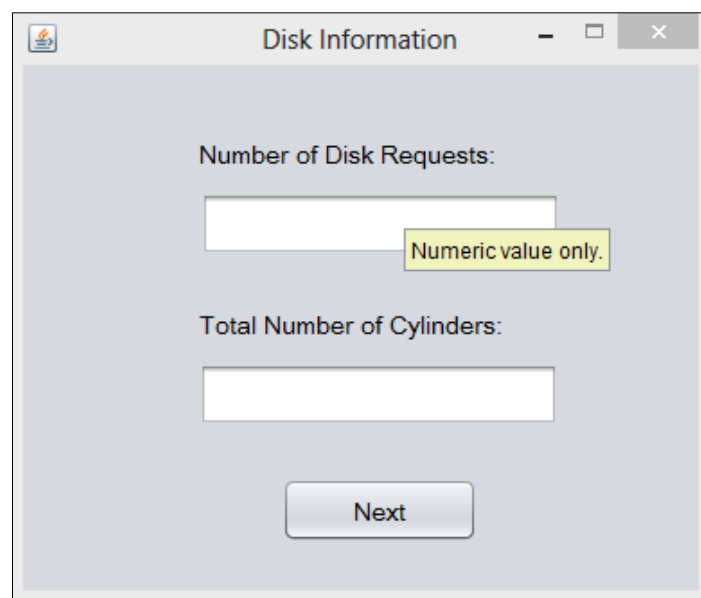 Disk Information
Number of Disk Requests:
Numeric value only.
Total Number of Cylinders:
Next